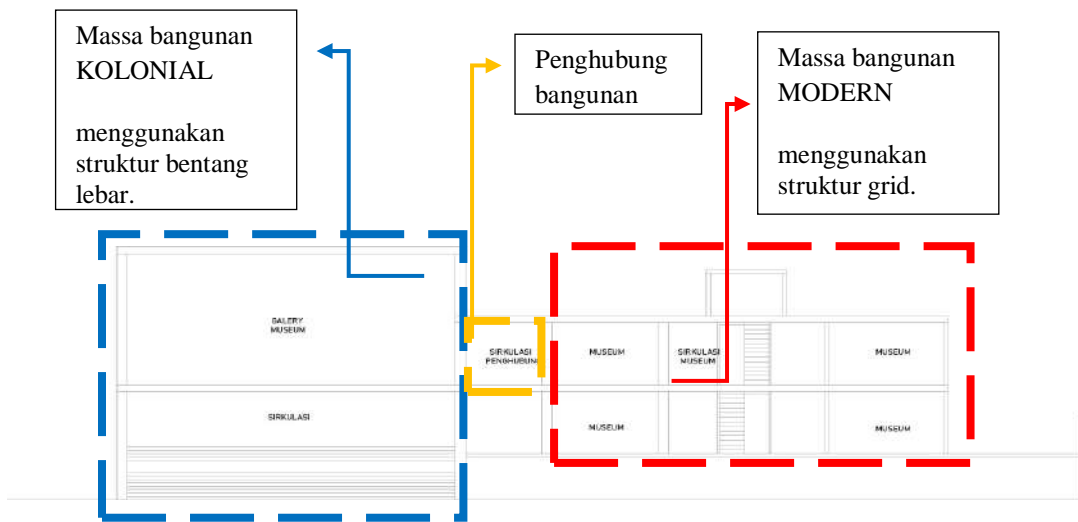 Massa bangunan
KOLONIAL
menggunakan
struktur bentang
lebar.
Penghubung
bangunan
Massa bangunan
MODERN
menggunakan
struktur grid.
GALERY
MUSEUM
SIRKULASI
PENGHUBUNG
MUSEUM
SIRKULASI
MUSEUM
MUSEUM
SIRKULASI
MUSEUM
MUSEUM